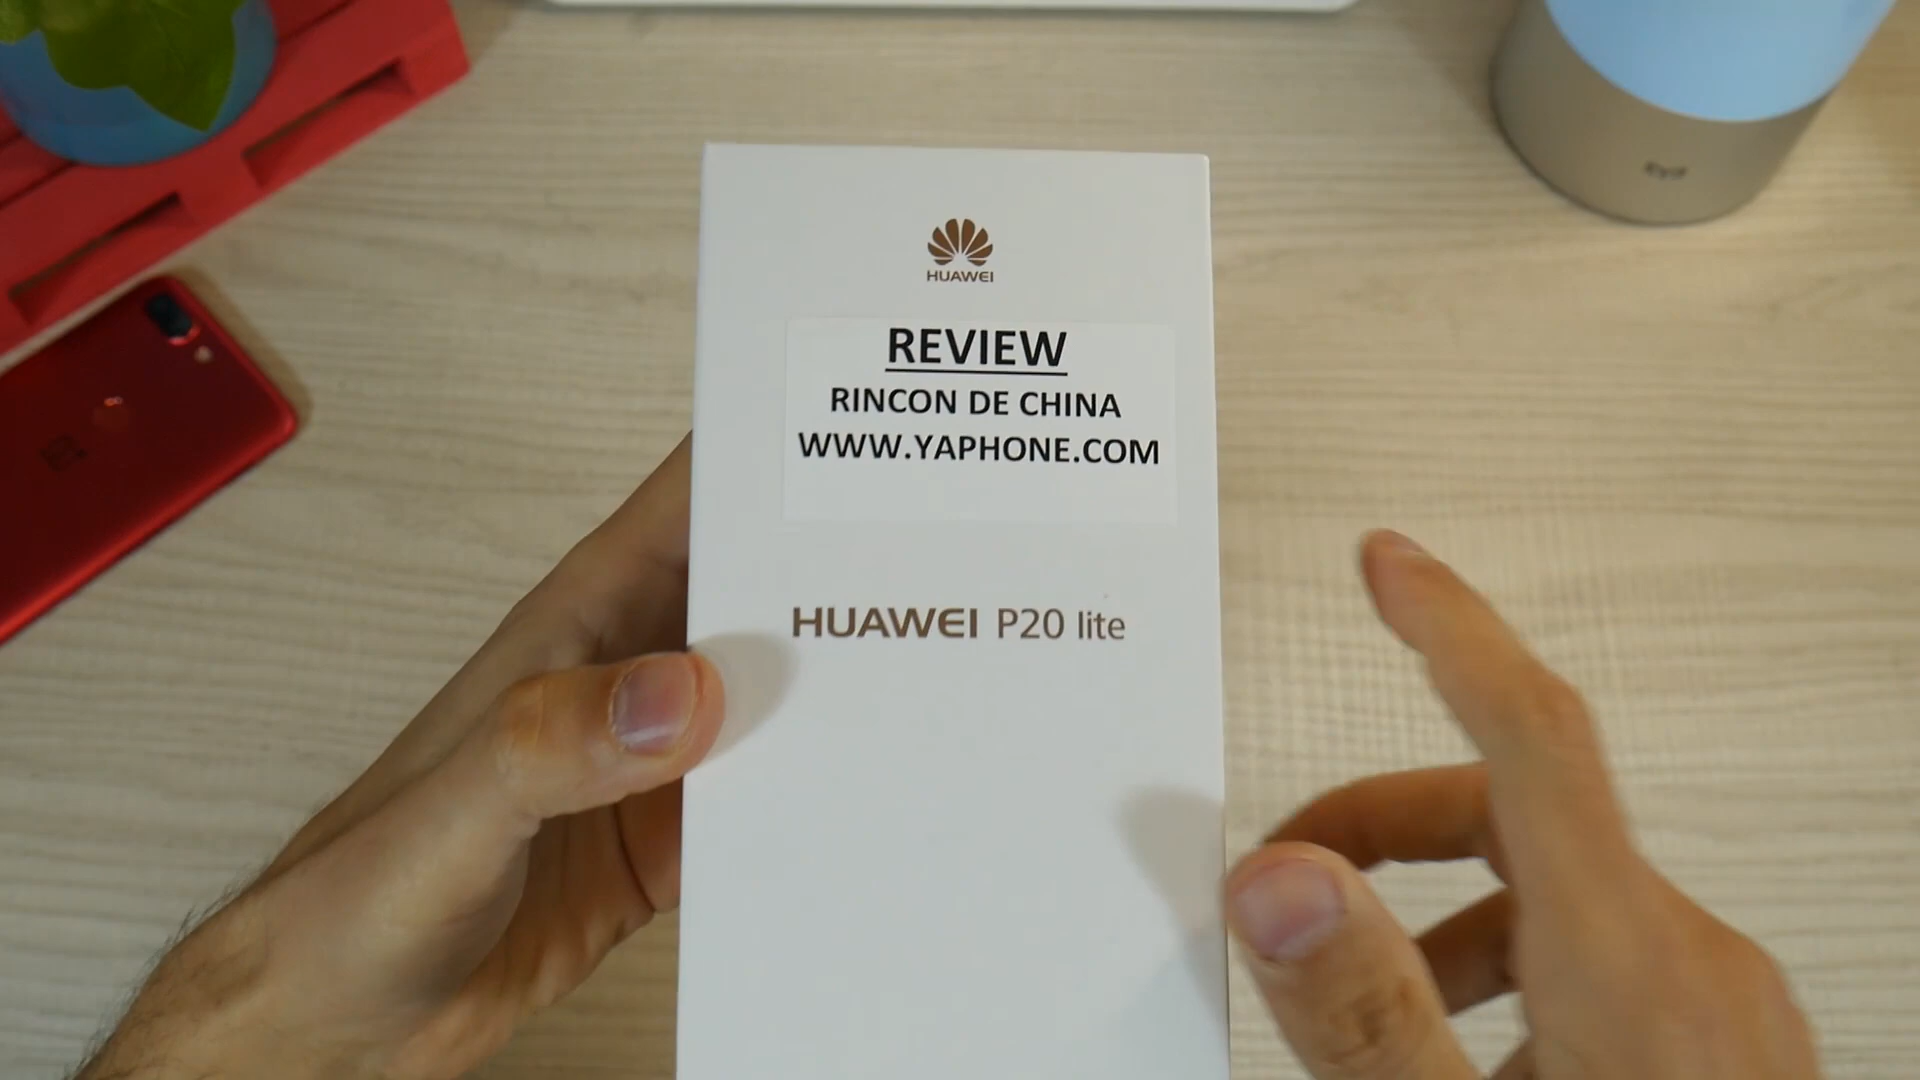 HUAWEI
REVIEW
RINCON DE CHINA
WWW.YAPHONE.COM
HUAWEI P20 lite